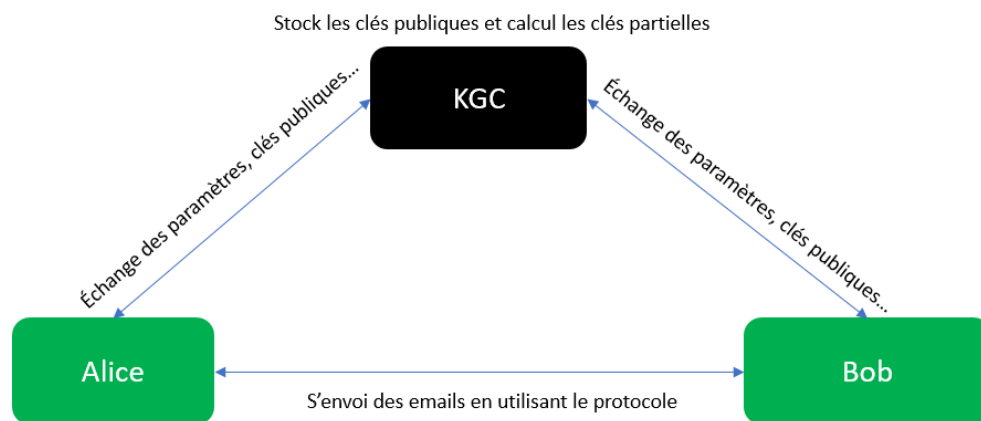 Stock les clés publiques et calcul les clés partielles
KGC
Échange des paramètres, clés publiques...
Échange des paramètres, clés publiques...
Alice
Bob
S'envoi des emails en utilisant le protocole